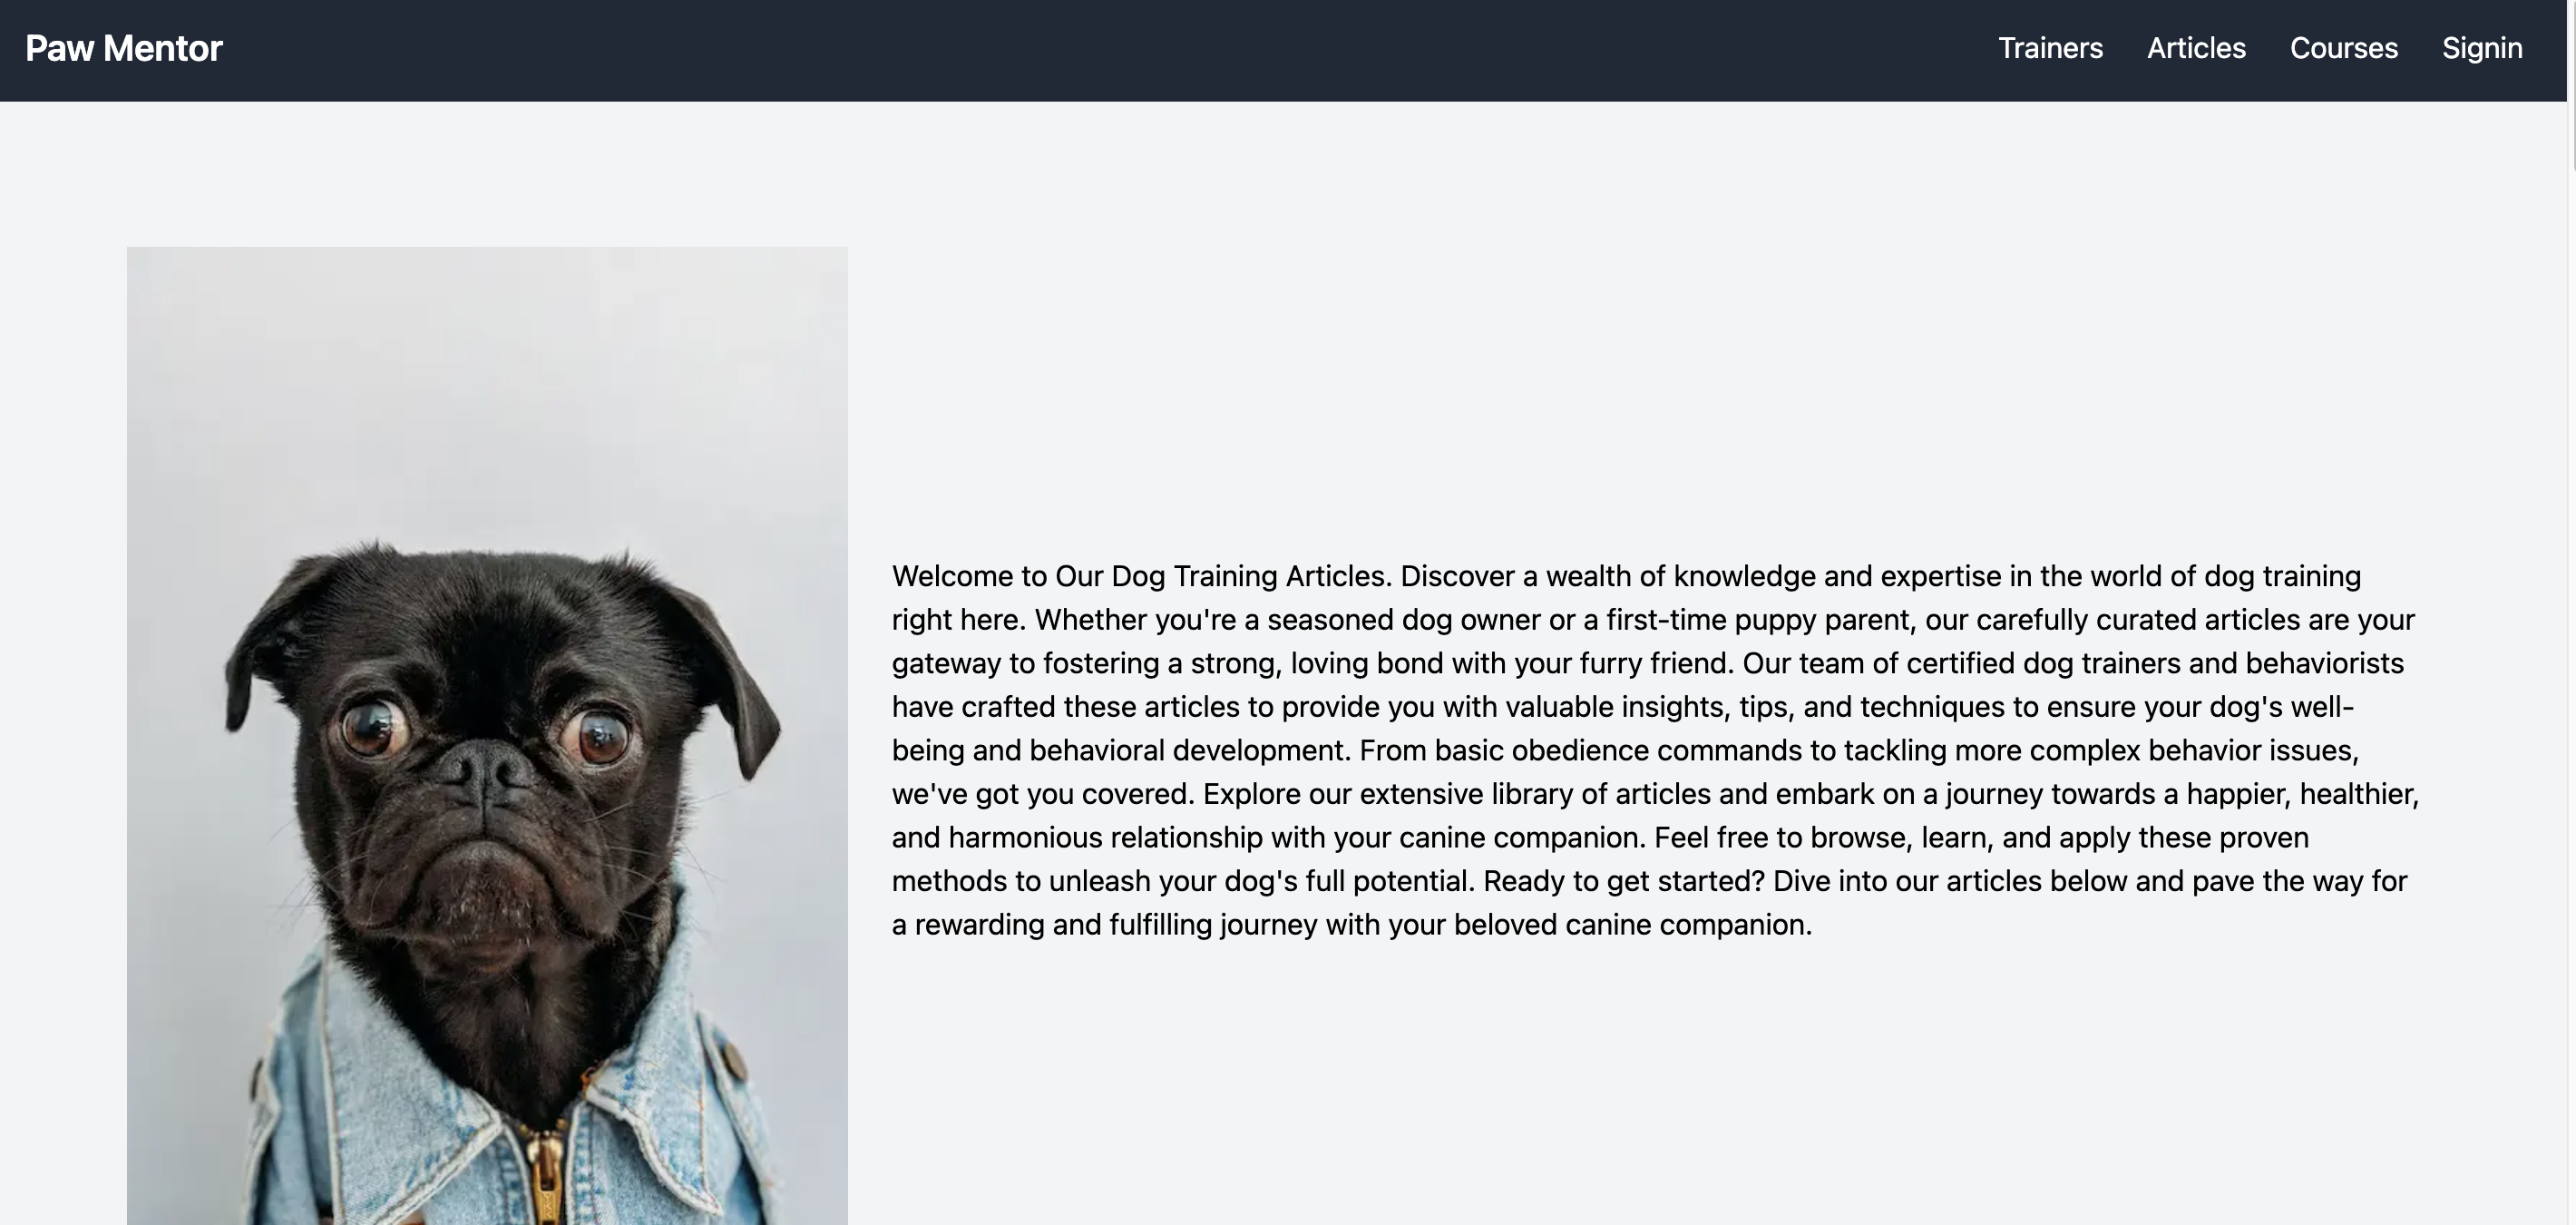 Paw Mentor
Trainers
Articles
Courses
Signin
Welcome to Our Dog Training Articles. Discover a wealth of knowledge and expertise in the world of dog training
right here. Whether you're a seasoned dog owner or a first-time puppy parent, our carefully curated articles are your
gateway to fostering a strong, loving bond with your furry friend. Our team of certified dog trainers and behaviorists
have crafted these articles to provide you with valuable insights, tips, and techniques to ensure your dog's well-
being and behavioral development. From basic obedience commands to tackling more complex behavior issues,
we've got you covered. Explore our extensive library of articles and embark on a journey towards a happier, healthier,
and harmonious relationship with your canine companion. Feel free to browse, learn, and apply these proven
methods to unleash your dog's full potential. Ready to get started? Dive into our articles below and pave the way for
a rewarding and fulfilling journey with your beloved canine companion.